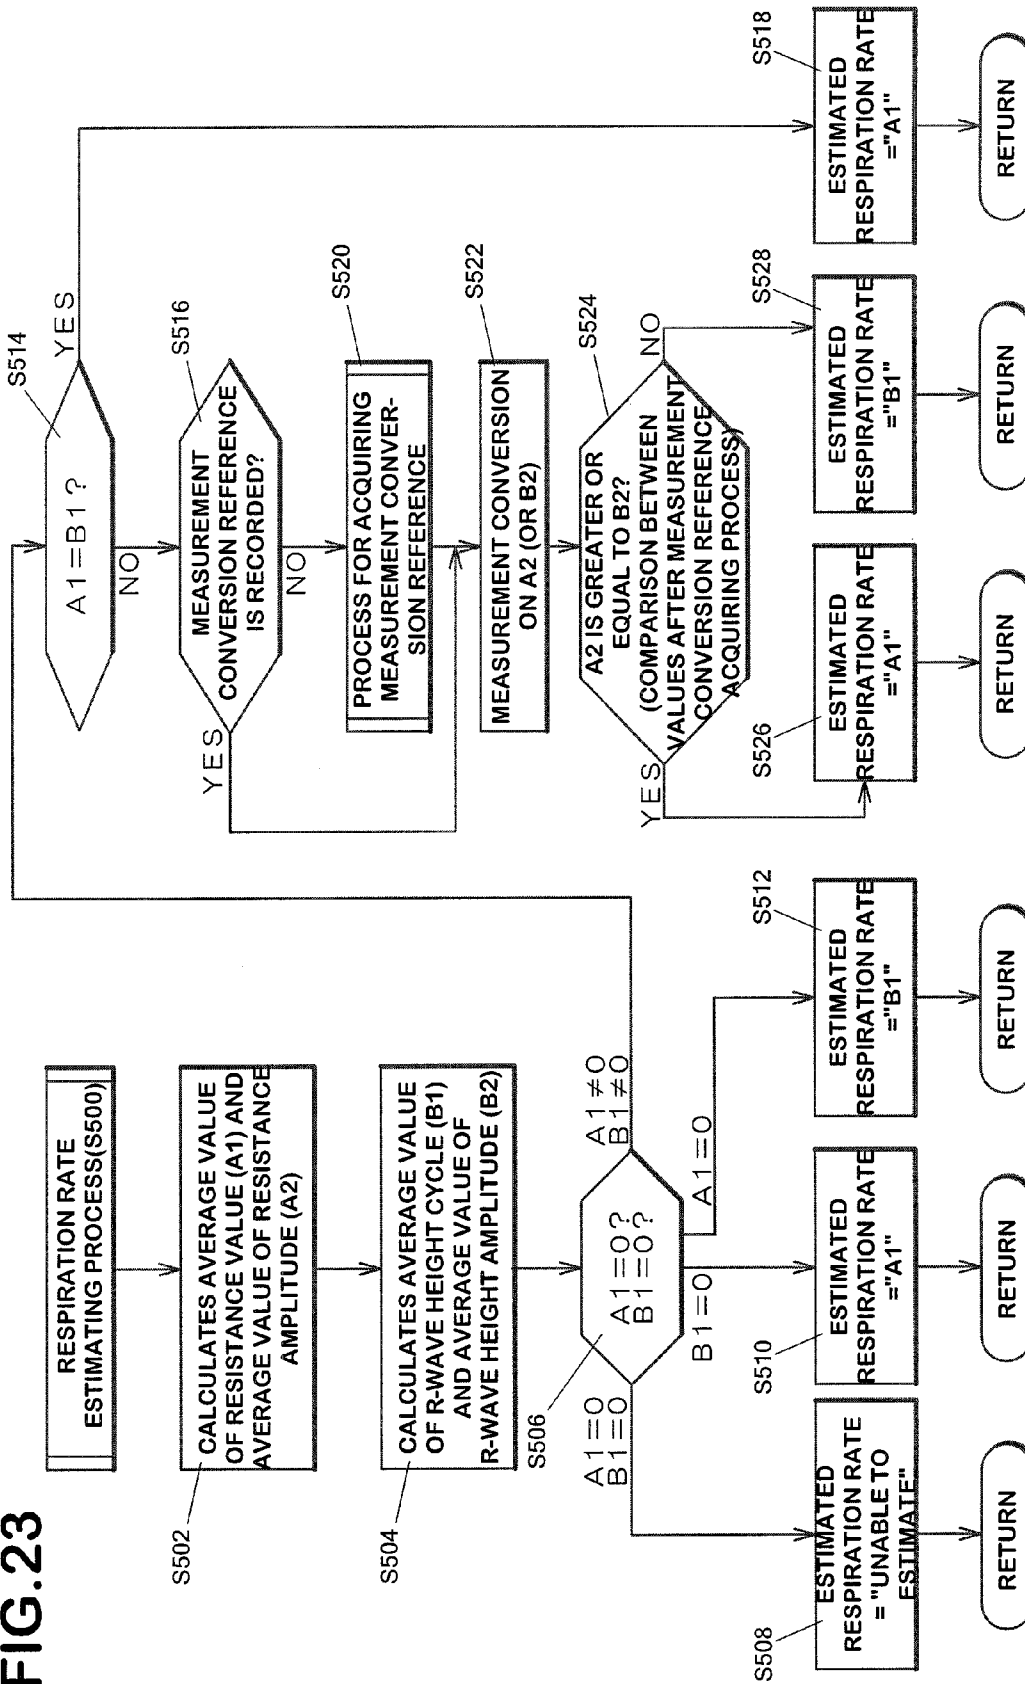 FIG.23
RESPIRATION RATE
ESTIMATING PROCESS(S500)
S502
CALCULATES AVERAGE VALUE
OF RESISTANCE VALUE (A1) AND
AVERAGE VALUE OF RESISTANCE
AMPLITUDE (A2)
S504
CALCULATES AVERAGE VALUE
OF R-WAVE HEIGHT CYCLE (B1)
AND AVERAGE VALUE OF
R-WAVE HEIGHT AMPLITUDE (B2)
S506
A1=0?
B1=0?
A1=0
B1=0
B1=0
A1=0
A1≠0
B1≠0
S508
ESTIMATED
RESPIRATION RATE
= "UNABLE TO
ESTIMATE"
RETURN
S510
ESTIMATED
RESPIRATION RATE
="A1"
RETURN
S512
ESTIMATED
RESPIRATION RATE
="B1"
RETURN
S514
A1=B1?
YES
NO
S516
MEASUREMENT
CONVERSION REFERENCE
IS RECORDED?
YES
NO
S520
PROCESS FOR ACQUIRING
MEASUREMENT CONVER-
SION REFERENCE
S522
MEASUREMENT CONVERSION
ON A2 (OR B2)
S524
A2 IS GREATER OR
EQUAL TO B2?
(COMPARISON BETWEEN
VALUES AFTER MEASUREMENT
CONVERSION REFERENCE
ACQUIRING PROCESS)
YES
NO
S526
ESTIMATED
RESPIRATION RATE
="A1"
RETURN
S528
ESTIMATED
RESPIRATION RATE
="B1"
RETURN
S518
ESTIMATED
RESPIRATION RATE
="A1"
RETURN